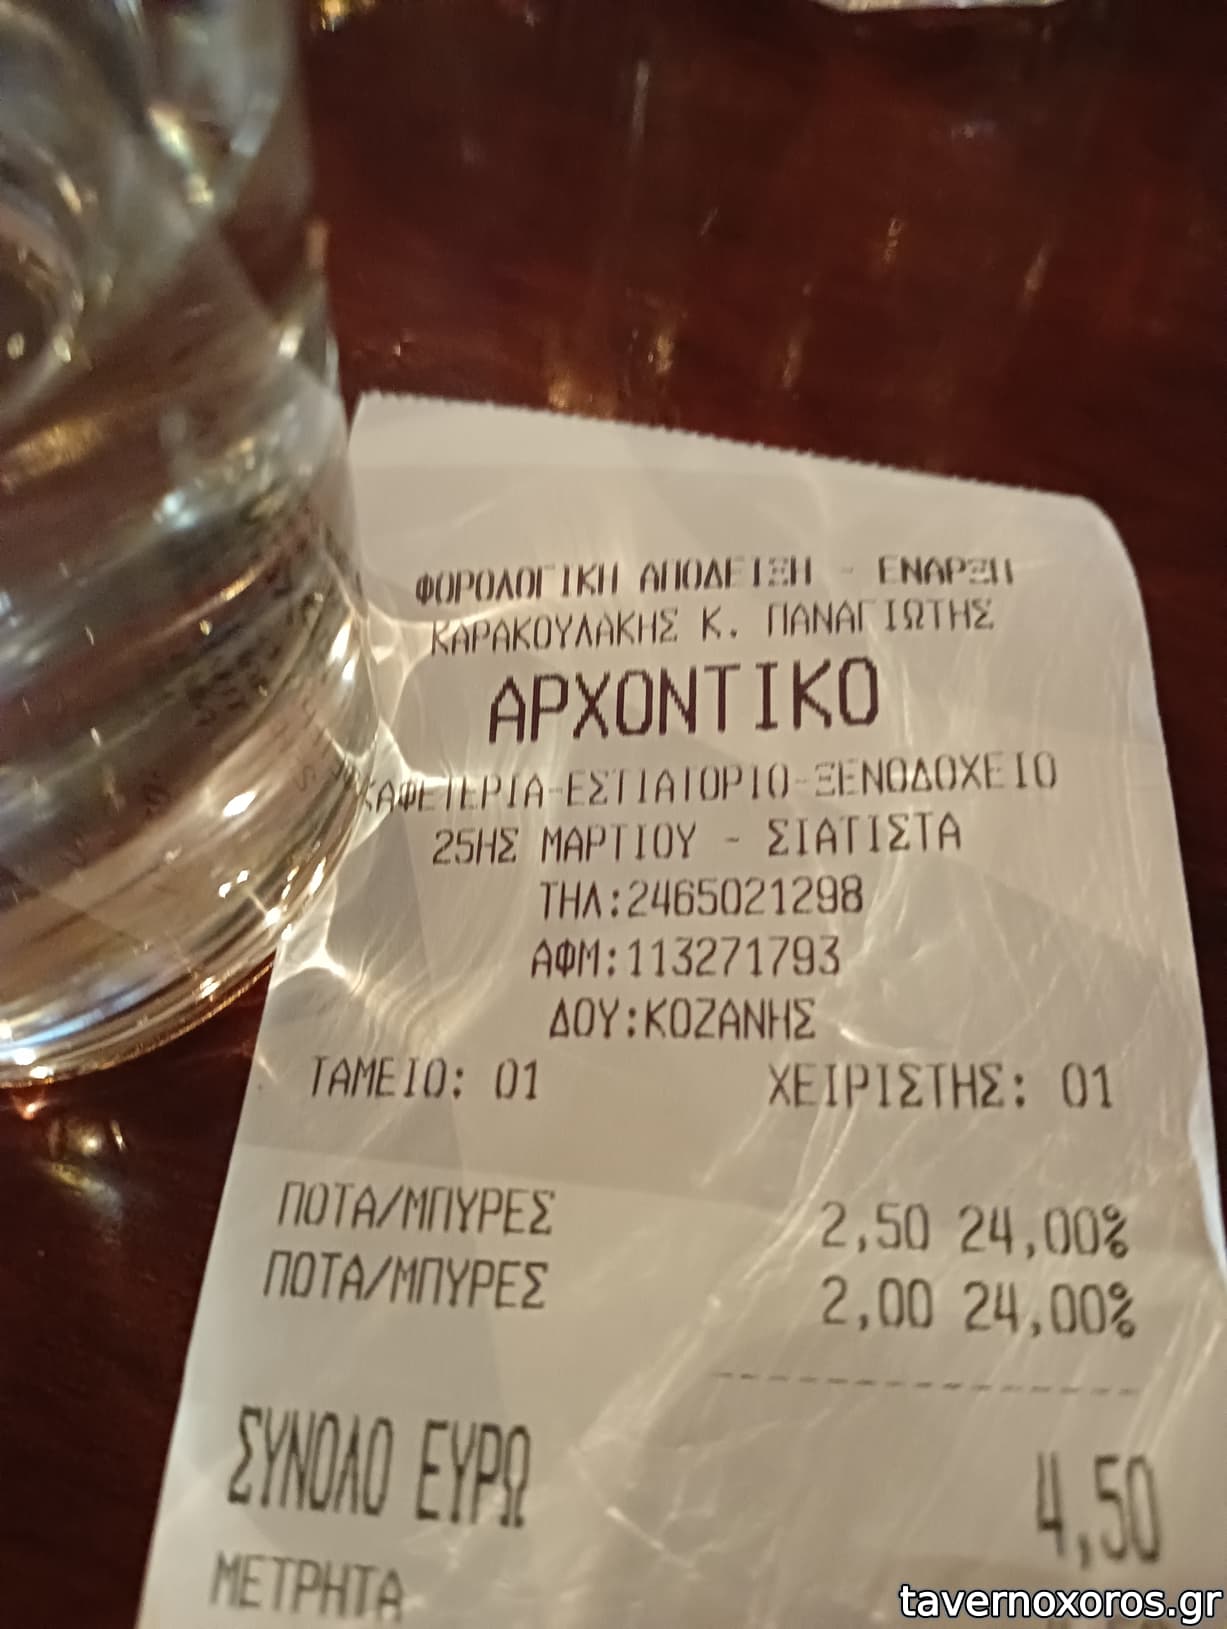 ΦΟΡΟΛΟΓΙΚΗ ΑΠΟΔΕΙΞΗ - ΕΝΑΡΞΗ
ΚΑΡΑΚΟΥΛΑΚΗΣ Κ. ΠΑΝΑΓΙΩΤΗΣ
ΑΡΧΟΝΤΙΚΟ
ΚΑΦΕΤΕΡΙΑ-ΕΣΤΙΑΤΟΡΙΟ-ΞΕΝΟΔΟΧΕΙΟ
25ΗΣ ΜΑΡΤΙΟΥ - ΣΙΑΤΙΣΤΑ
ΤΗΛ:2465021298
ΑΦΜ:113271793
ΔΟΥ:ΚΟΖΑΝΗΣ
ΤΑΜΕΙΟ: 01 ΧΕΙΡΙΣΤΗΣ: 01
ΠΟΤΑ/ΜΠΥΡΕΣ 2,50 24,00%
ΠΟΤΑ/ΜΠΥΡΕΣ 2,00 24,00%
ΣΥΝΟΛΟ ΕΥΡΩ 4,50
ΜΕΤΡΗΤΑ
tavernoxoros.gr